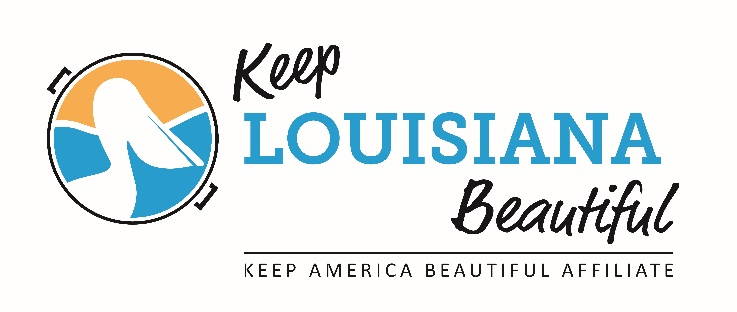 Keep
LOUISIANA
Beautiful
KEEP AMERICA BEAUTIFUL AFFILIATE